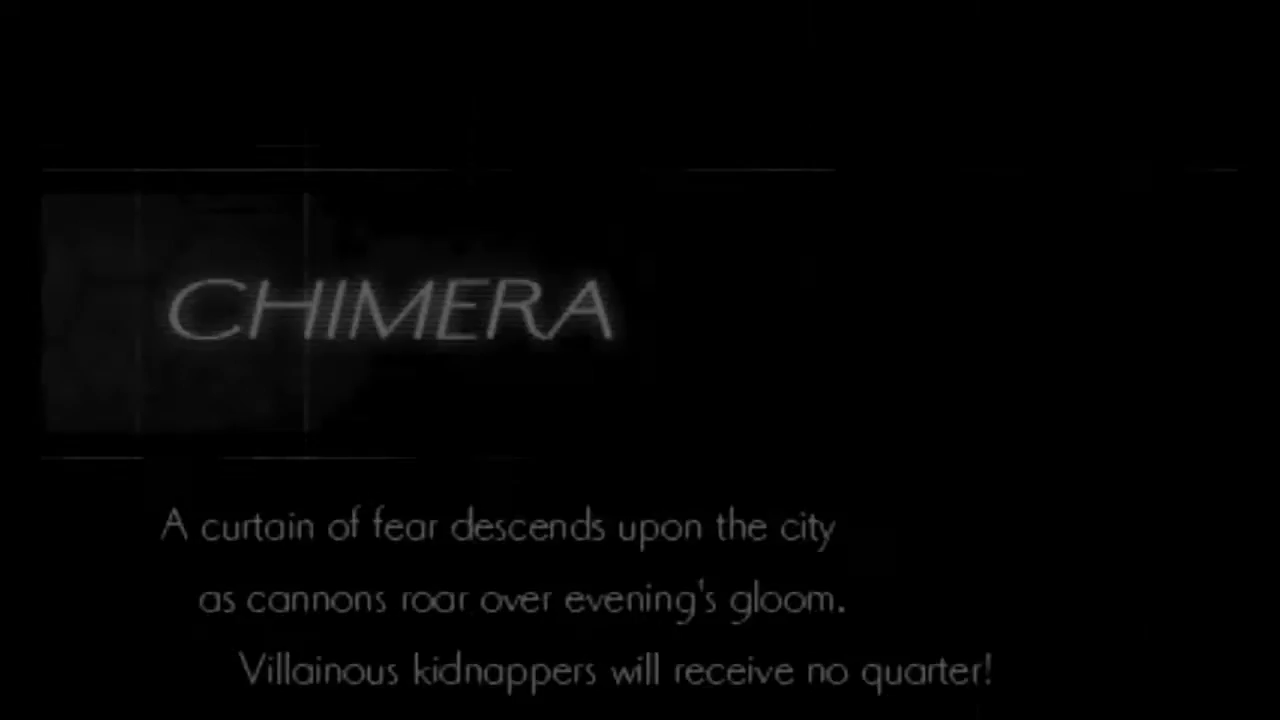 CHIMERA
A curtain of fear descends upon the city
as cannons roar over evening's gloom.
Villainous kidnappers will receive no quarter!